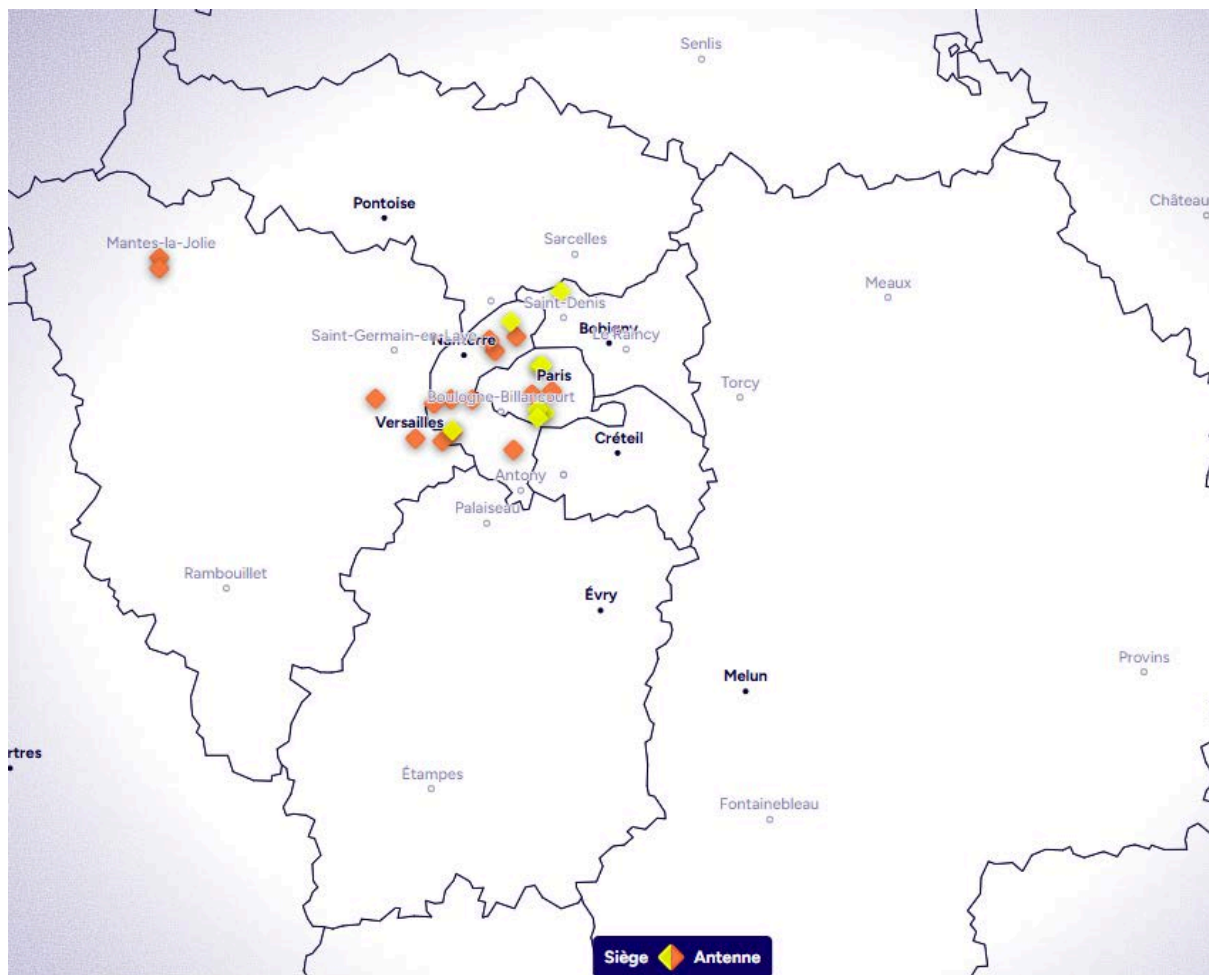 Senlis
Château
Pontoise
Mantes-la-Jolie
Sarcelles
Meaux
Saint-Denis
Saint-Germain-en-Laye
Nanterre
Bobigny
Le Raincy
Paris
Torcy
Boulogne-Billancourt
Versailles
Créteil
Antony
Palaiseau
Rambouillet
Évry
Provins
Melun
rtres
Étampes
Fontainebleau
Siège Antenne